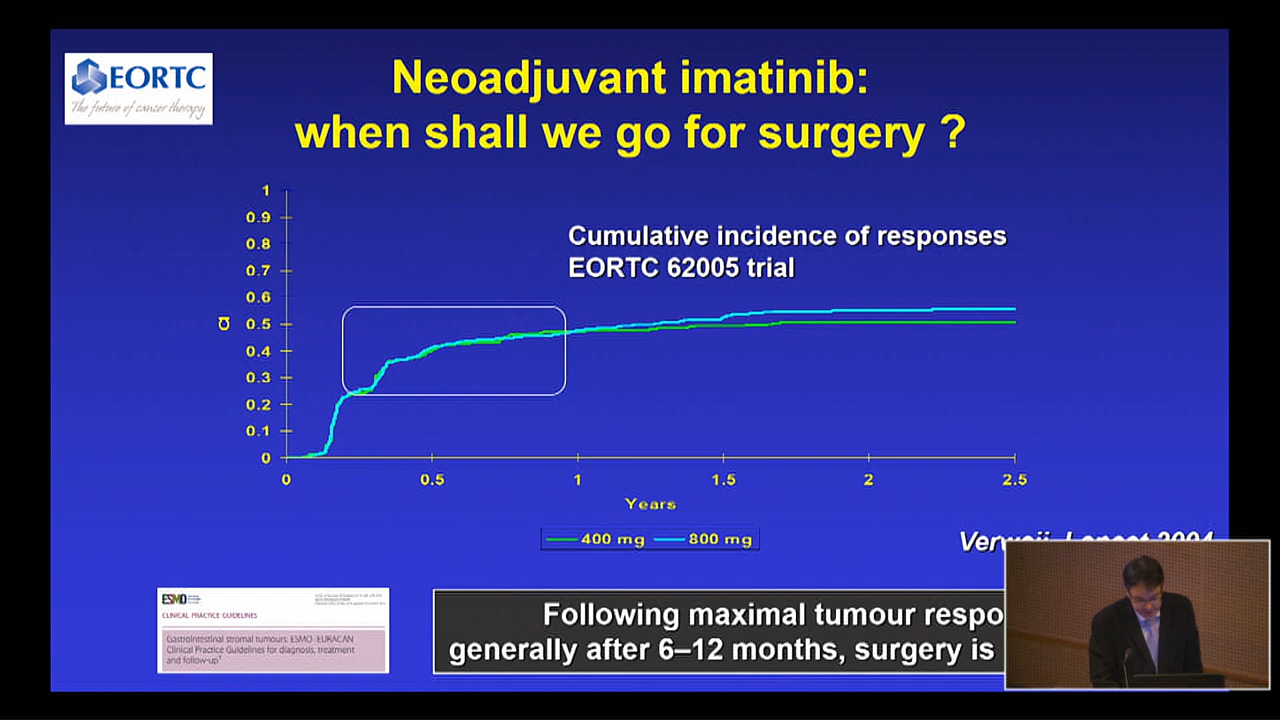 EORTC
The future of cancer therapy
Neoadjuvant imatinib:
when shall we go for surgery ?
Cumulative incidence of responses
EORTC 62005 trial
1
0.9
0.8
0.7
0.6
0.5
0.4
0.3
0.2
0.1
0
CI
0 0.5 1 1.5 2 2.5
Years
400 mg 800 mg
Lancet 2004
ESMO
CLINICAL PRACTICE GUIDELINES
Gastrointestinal stromal tumours: ESMO-EURACAN
Clinical Practice Guidelines for diagnosis, treatment
and follow-up
Following maximal tumour respo
generally after 6–12 months, surgery is